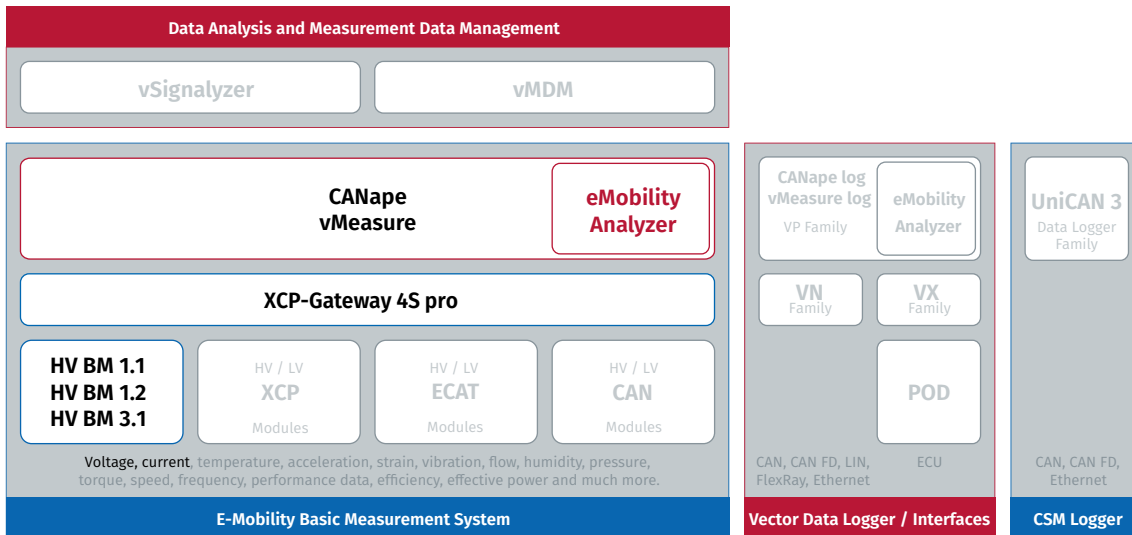 Data Analysis and Measurement Data Management
vSignalyzer
vMDM
CANape
vMeasure
eMobility
Analyzer
XCP-Gateway 4S pro
HV BM 1.1
HV BM 1.2
HV BM 3.1
HV / LV
XCP
Modules
HV / LV
ECAT
Modules
HV / LV
CAN
Modules
Voltage, current, temperature, acceleration, strain, vibration, flow, humidity, pressure,
torque, speed, frequency, performance data, efficiency, effective power and much more.
E-Mobility Basic Measurement System
CANape log
vMeasure log
VP Family
eMobility
Analyzer
VN
Family
VX
Family
POD
CAN, CAN FD, LIN,
FlexRay, Ethernet
ECU
Vector Data Logger / Interfaces
UniCAN 3
Data Logger
Family
CAN, CAN FD,
Ethernet
CSM Logger